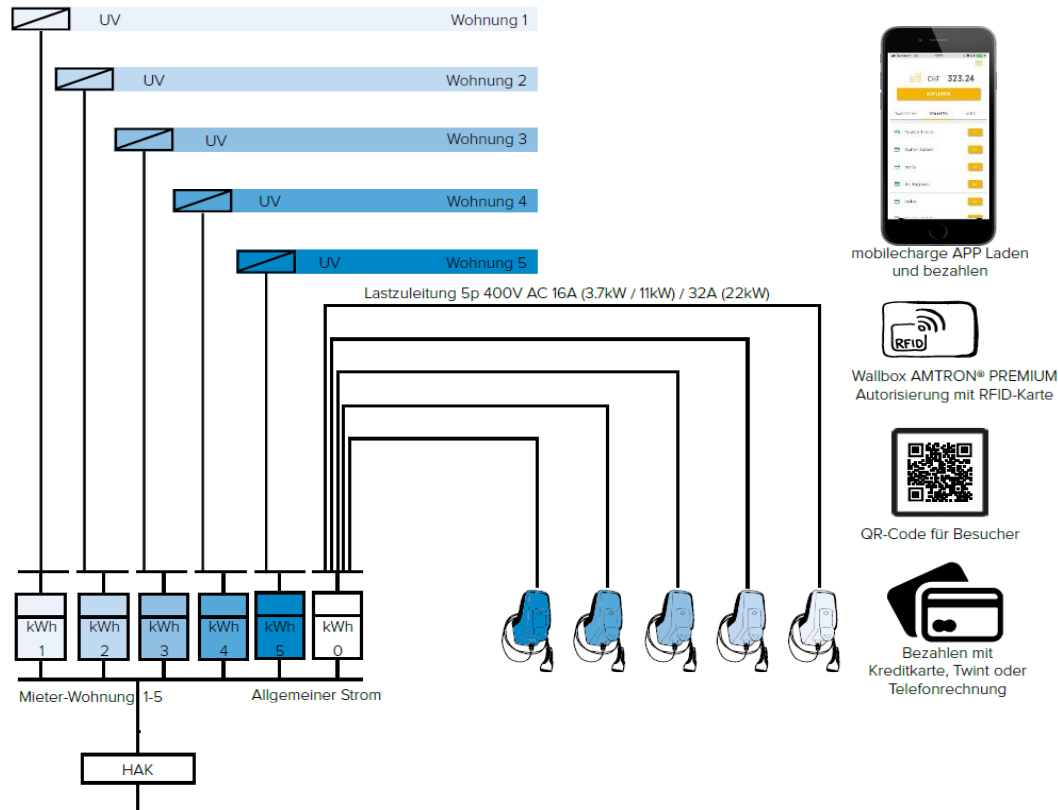 UV Wohnung 1
UV Wohnung 2
UV Wohnung 3
UV Wohnung 4
UV Wohnung 5
Lastzuleitung 5p 400V AC 16A (3.7kW / 11kW) / 32A (22kW)
kWh
1
kWh
2
kWh
3
kWh
4
kWh
5
kWh
0
Mieter-Wohnung 1-5
Allgemeiner Strom
HAK
CHF 323.24
mobilecharge APP Laden
und bezahlen
RFID
Wallbox AMTRON® PREMIUM
Autorisierung mit RFID-Karte
QR-Code für Besucher
Bezahlen mit
Kreditkarte, Twint oder
Telefonrechnung